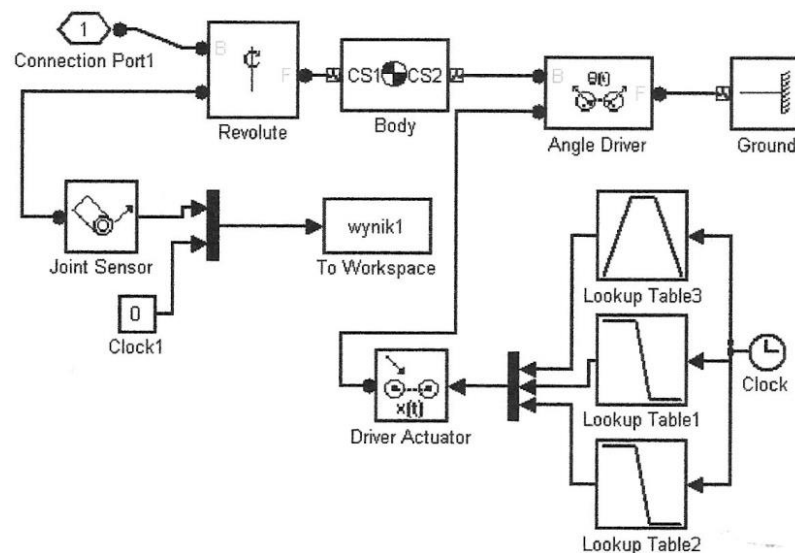 1
Connection Port1
B
F
Revolute
CS1 CS2
Body
θ(t)
B
F
Angle Driver
Ground
Joint Sensor
wynik1
To Workspace
0
Clock1
Lookup Table3
x(t)
Driver Actuator
Lookup Table1
Clock
Lookup Table2